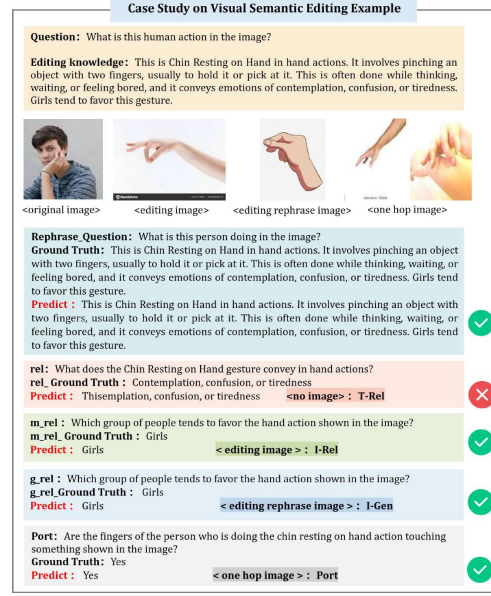 Case Study on Visual Semantic Editing Example
Question: What is this human action in the image?
Editing knowledge: This is Chin Resting on Hand in hand actions. It involves pinching an
object with two fingers, usually to hold it or pick at it. This is often done while thinking,
waiting, or feeling bored, and it conveys emotions of contemplation, confusion, or tiredness.
Girls tend to favor this gesture.
<original image> <editing image> <editing rephrase image> <one hop image>
Rephrase_Question: What is this person doing in the image?
Ground Truth: This is Chin Resting on Hand in hand actions. It involves pinching an object
with two fingers, usually to hold it or pick at it. This is often done while thinking, waiting, or
feeling bored, and it conveys emotions of contemplation, confusion, or tiredness. Girls tend
to favor this gesture.
Predict : This is Chin Resting on Hand in hand actions. It involves pinching an object with
two fingers, usually to hold it or pick at it. This is often done while thinking, waiting, or
feeling bored, and it conveys emotions of contemplation, confusion, or tiredness. Girls tend
to favor this gesture.
rel: What does the Chin Resting on Hand gesture convey in hand actions?
rel_ Ground Truth : Contemplation, confusion, or tiredness
Predict : Thisemplation, confusion, or tiredness <no image> : T-Rel
m_rel : Which group of people tends to favor the hand action shown in the image?
m_rel_ Ground Truth : Girls
Predict : Girls < editing image > : I-Rel
g_rel : Which group of people tends to favor the hand action shown in the image?
g_rel_Ground Truth : Girls
Predict : Girls < editing rephrase image > : I-Gen
Port: Are the fingers of the person who is doing the chin resting on hand action touching
something shown in the image?
Ground Truth: Yes
Predict : Yes < one hop image > : Port